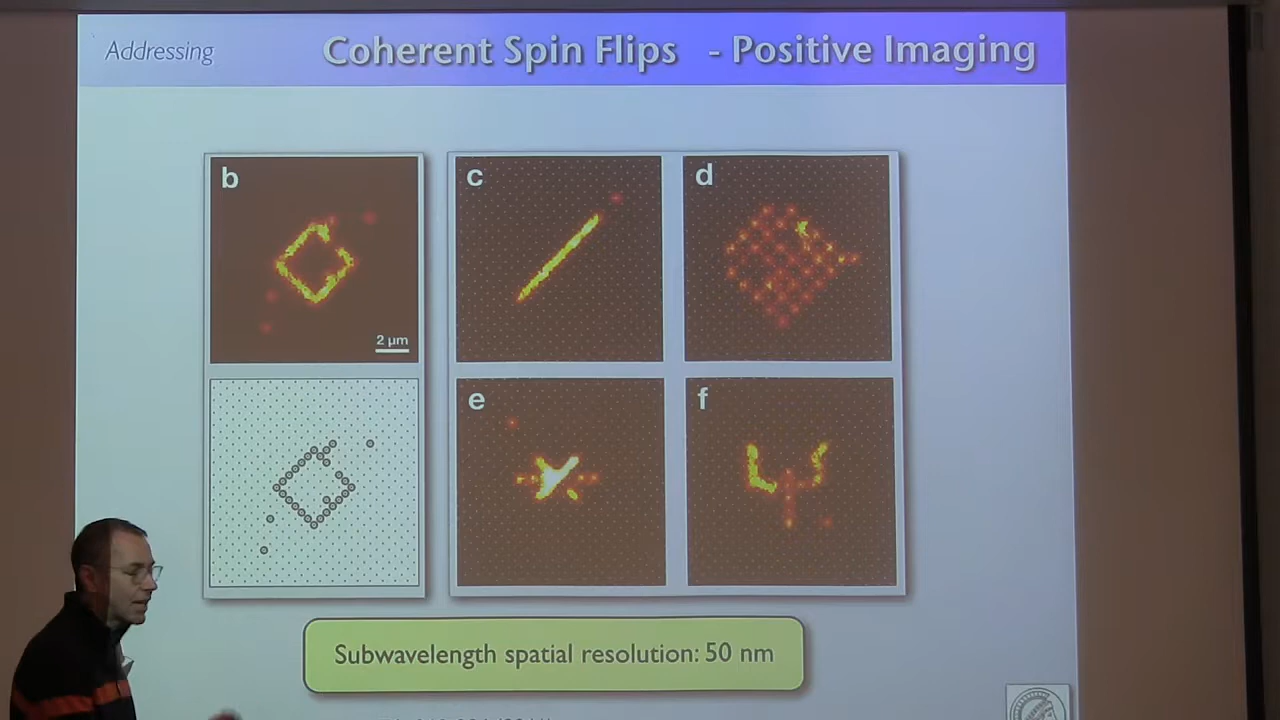 Addressing
Coherent Spin Flips - Positive Imaging
b
c
d
2 µm
e
f
Subwavelength spatial resolution: 50 nm